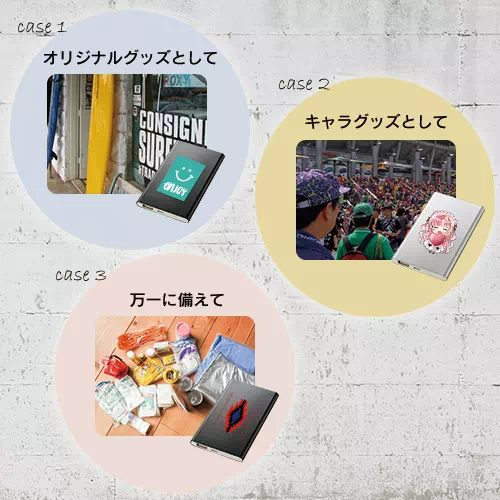 case 1
オリジナルグッズとして
ROXY
CONSIGN
SURF
ENJOY
case 2
キャラグッズとして
case 3
万一に備えて